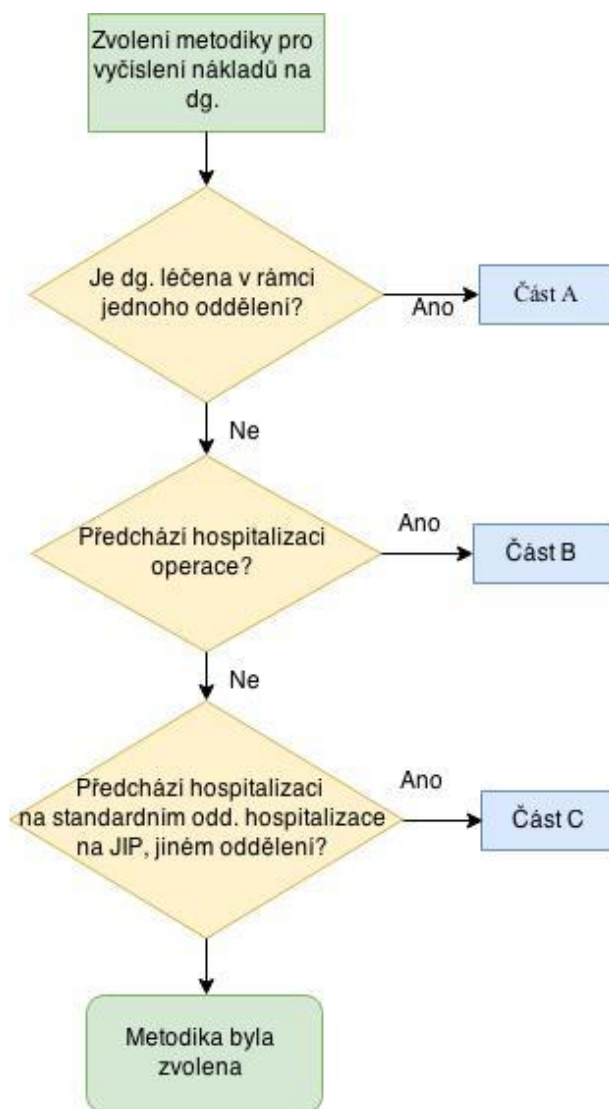 Zvolení metodiky pro
vyčíslení nákladů na
dg.
Je dg. léčena v rámci
jednoho oddělení?
Ano
Část A
Ne
Předchází hospitalizaci
operace?
Ano
Část B
Ne
Předchází hospitalizaci
na standardním odd. hospitalizace
na JIP, jiném oddělení?
Ano
Část C
Metodika byla
zvolena